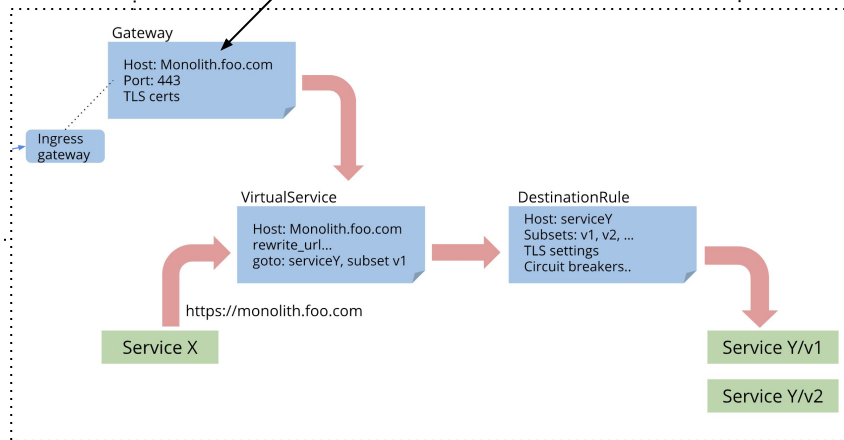 Gateway
Host: Monolith.foo.com
Port: 443
TLS certs
Ingress
gateway
VirtualService
Host: Monolith.foo.com
rewrite_url...
goto: serviceY, subset v1
DestinationRule
Host: serviceY
Subsets: v1, v2, ...
TLS settings
Circuit breakers..
https://monolith.foo.com
Service X
Service Y/v1
Service Y/v2